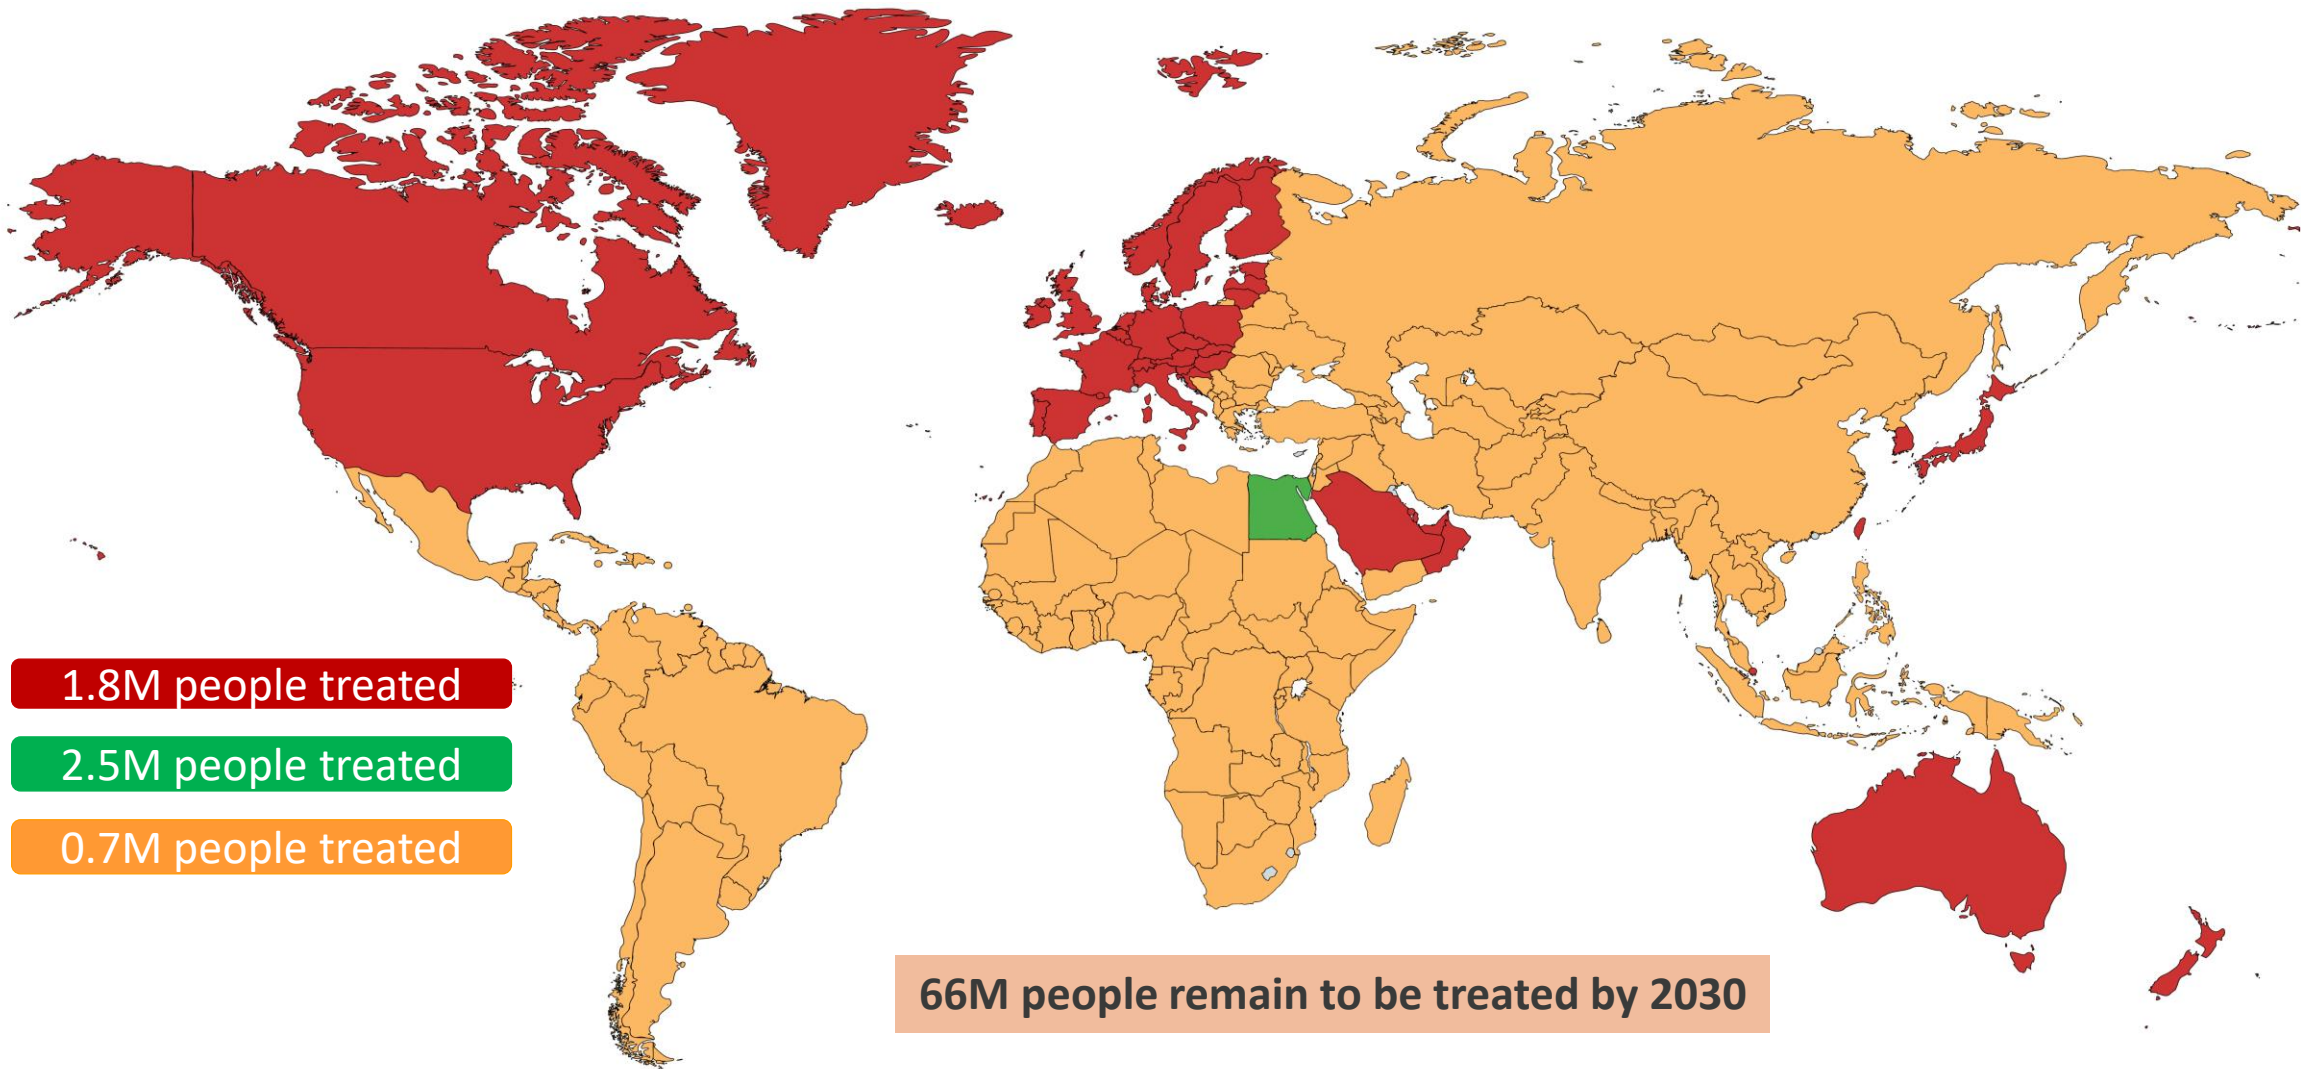 1.8M people treated
2.5M people treated
0.7M people treated
66M people remain to be treated by 2030